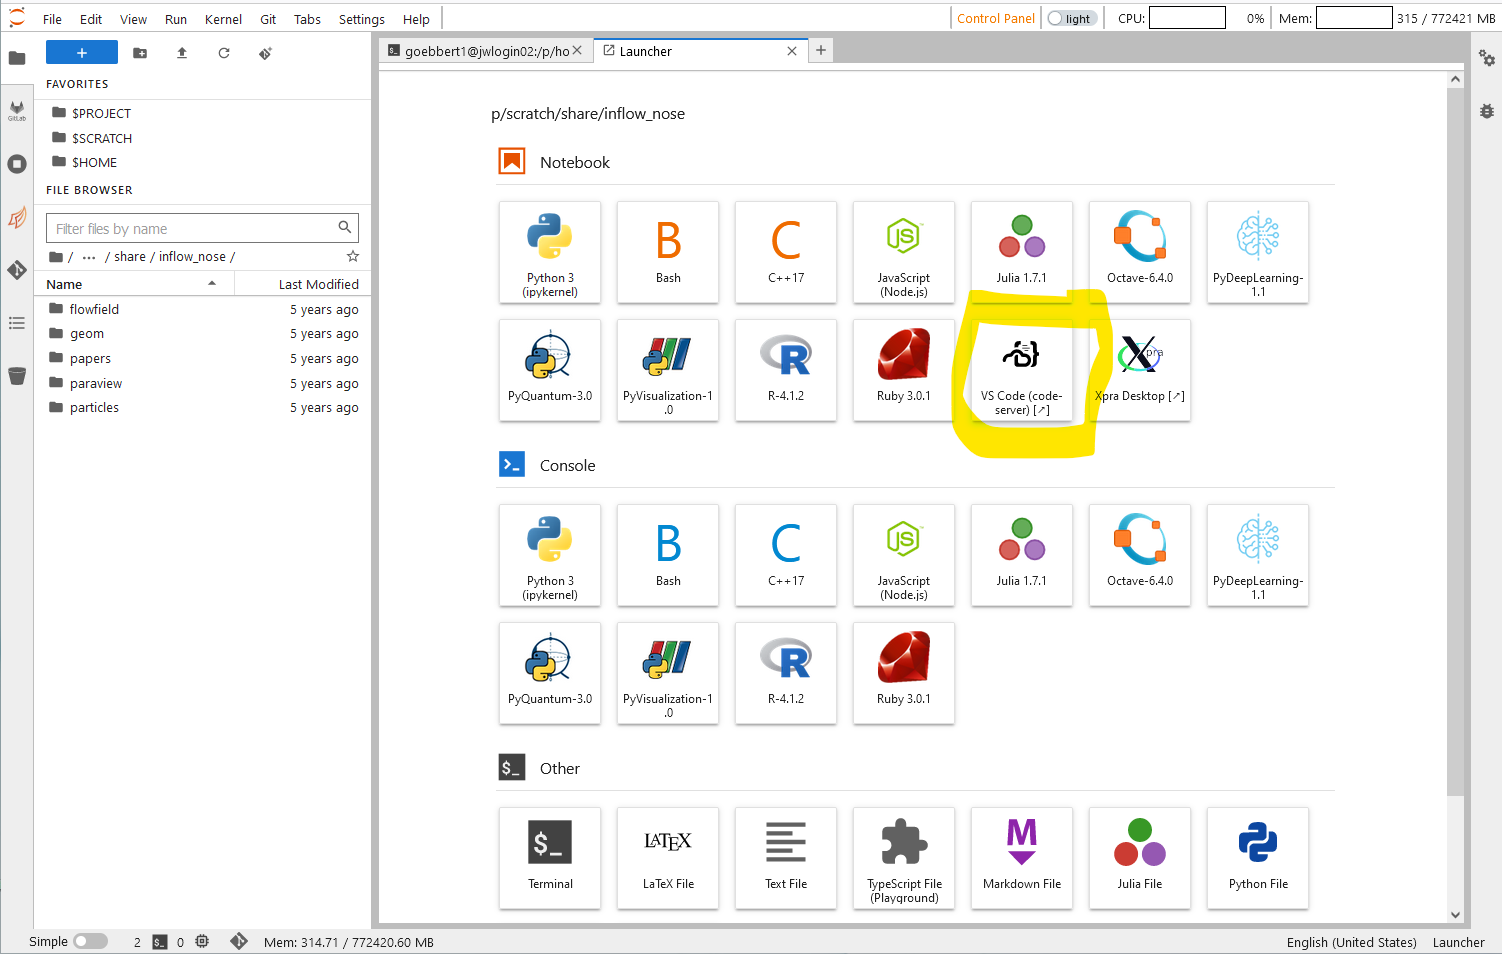 File Edit View Run Kernel Git Tabs Settings Help
Control Panel light CPU: 0% Mem: 315 / 772421 MB
+
GitLab
FAVORITES
$PROJECT
$SCRATCH
$HOME
FILE BROWSER
Filter files by name
/ ··· / share / inflow_nose /
Name Last Modified
flowfield 5 years ago
geom 5 years ago
papers 5 years ago
paraview 5 years ago
particles 5 years ago
$_ goebbert1@jwlogin02:/p/ho
Launcher
+
p/scratch/share/inflow_nose
Notebook
B
C
JS
Python 3
(ipykernel)
Bash
C++17
JavaScript
(Node.js)
Julia 1.7.1
Octave-6.4.0
PyDeepLearning-
1.1
R
X
pra
PyQuantum-3.0
PyVisualization-1
.0
R-4.1.2
Ruby 3.0.1
VS Code (code-
server) [↗]
Xpra Desktop [↗]
Console
B
C
JS
Python 3
(ipykernel)
Bash
C++17
JavaScript
(Node.js)
Julia 1.7.1
Octave-6.4.0
PyDeepLearning-
1.1
R
PyQuantum-3.0
PyVisualization-1
.0
R-4.1.2
Ruby 3.0.1
$_ Other
$_
LATEX
M
Terminal
LaTeX File
Text File
TypeScript File
(Playground)
Markdown File
Julia File
Python File
Simple 2 $_ 0 Mem: 314.71 / 772420.60 MB
English (United States) Launcher